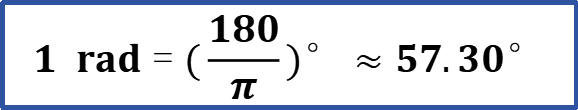 1 rad = (180/π)° ≈ 57.30°